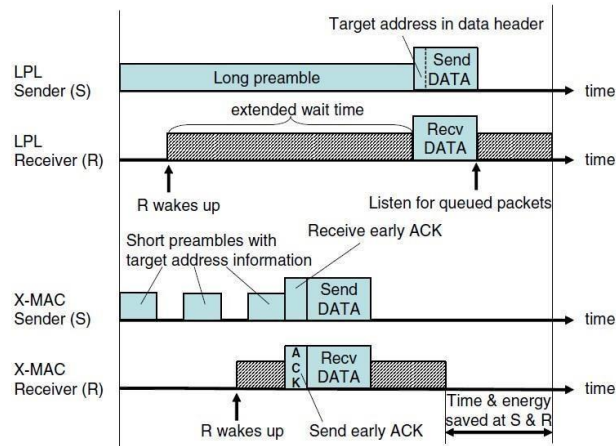 Target address in data header
LPL
Sender (S)
Long preamble
Send
DATA
time
extended wait time
LPL
Receiver (R)
Recv
DATA
time
R wakes up
Listen for queued packets
Short preambles with
target address information
Receive early ACK
X-MAC
Sender (S)
Send
DATA
time
X-MAC
Receiver (R)
A
C
K
Recv
DATA
time
R wakes up
Send early ACK
Time & energy
saved at S & R